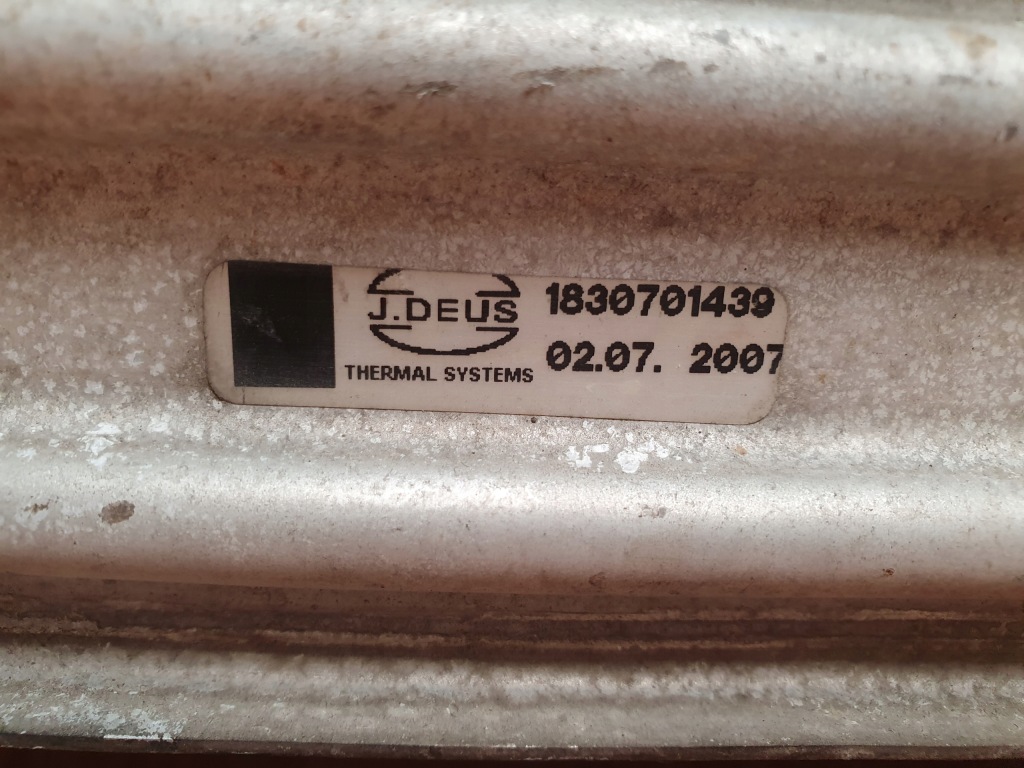 J.DEUS
THERMAL SYSTEMS
1830701439
02.07. 2007